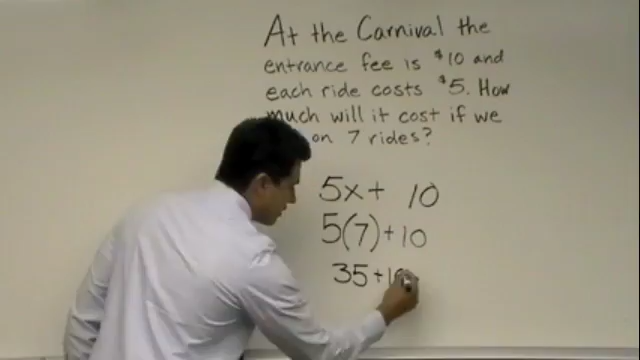 At the Carnival the
entrance fee is $10 and
each ride costs $5. How
much will it cost if we
on 7 rides?
5x + 10
5(7) + 10
35 + 10